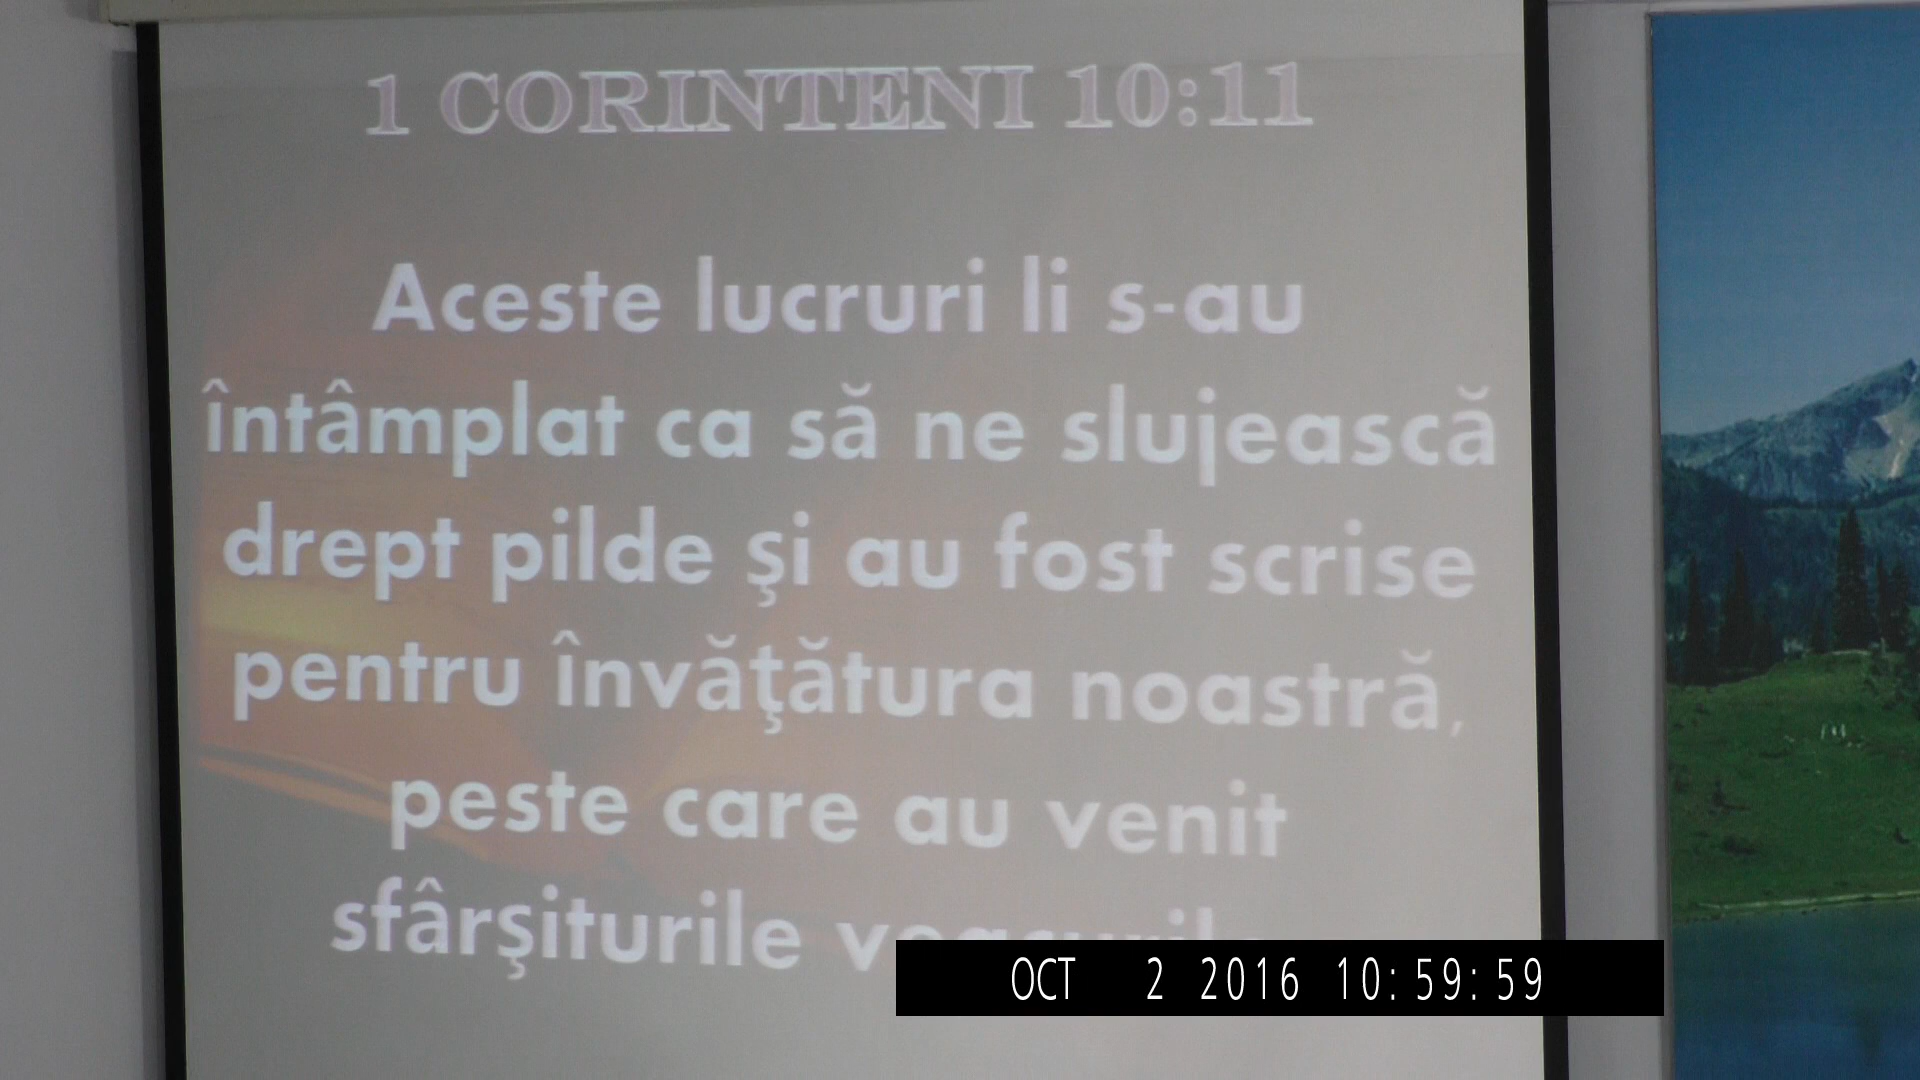 1 CORINTENI 10:11
Aceste lucruri li s-au
întâmplat ca să ne slujească
drept pilde şi au fost scrise
pentru învăţătura noastră,
peste care au venit
sfârşiturile
OCT 2 2016 10:59:59